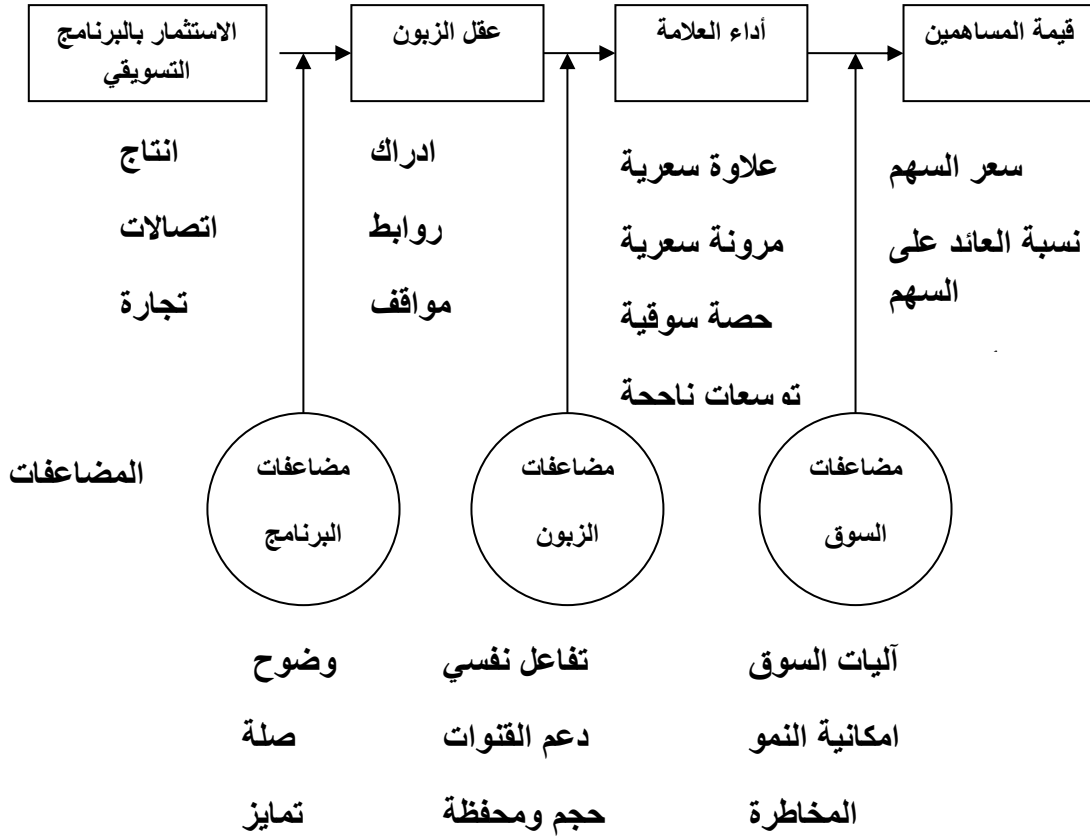 الاستثمار بالبرنامج
التسويقي
عقل الزبون
أداء العلامة
قيمة المساهمين
انتاج
اتصالات
تجارة
ادراك
روابط
مواقف
علاوة سعرية
مرونة سعرية
حصة سوقية
توسعات ناجحة
سعر السهم
نسبة العائد على
السهم
المضاعفات
مضاعفات
البرنامج
مضاعفات
الزبون
مضاعفات
السوق
وضوح
صلة
تمايز
تفاعل نفسي
دعم القنوات
حجم ومحفظة
آليات السوق
امكانية النمو
المخاطرة